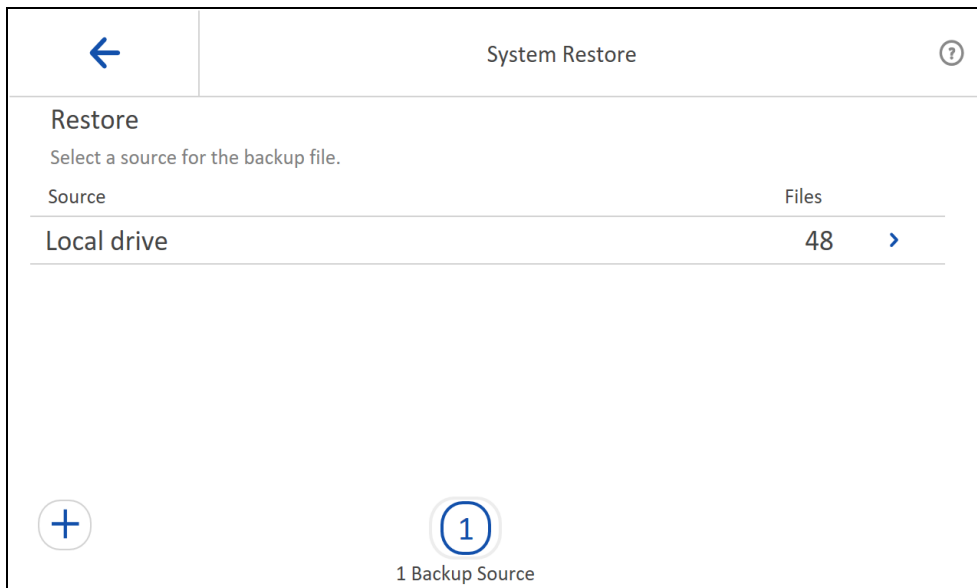 System Restore
?
Restore
Select a source for the backup file.
Source Files
Local drive 48
1
1 Backup Source